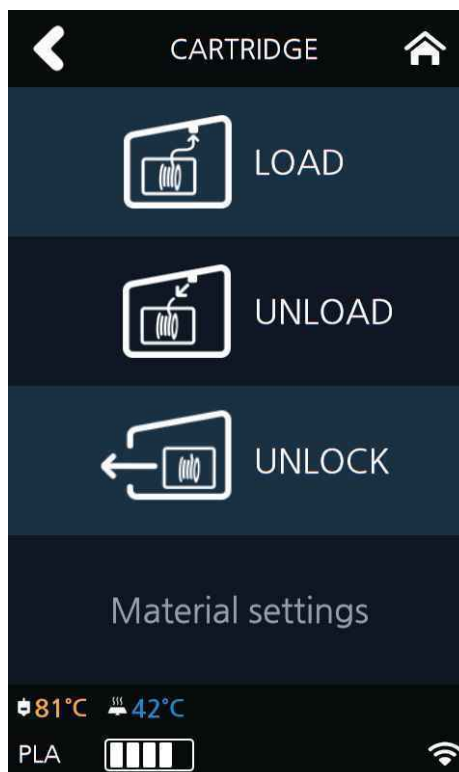 CARTRIDGE
LOAD
UNLOAD
UNLOCK
Material settings
81°C 42°C
PLA